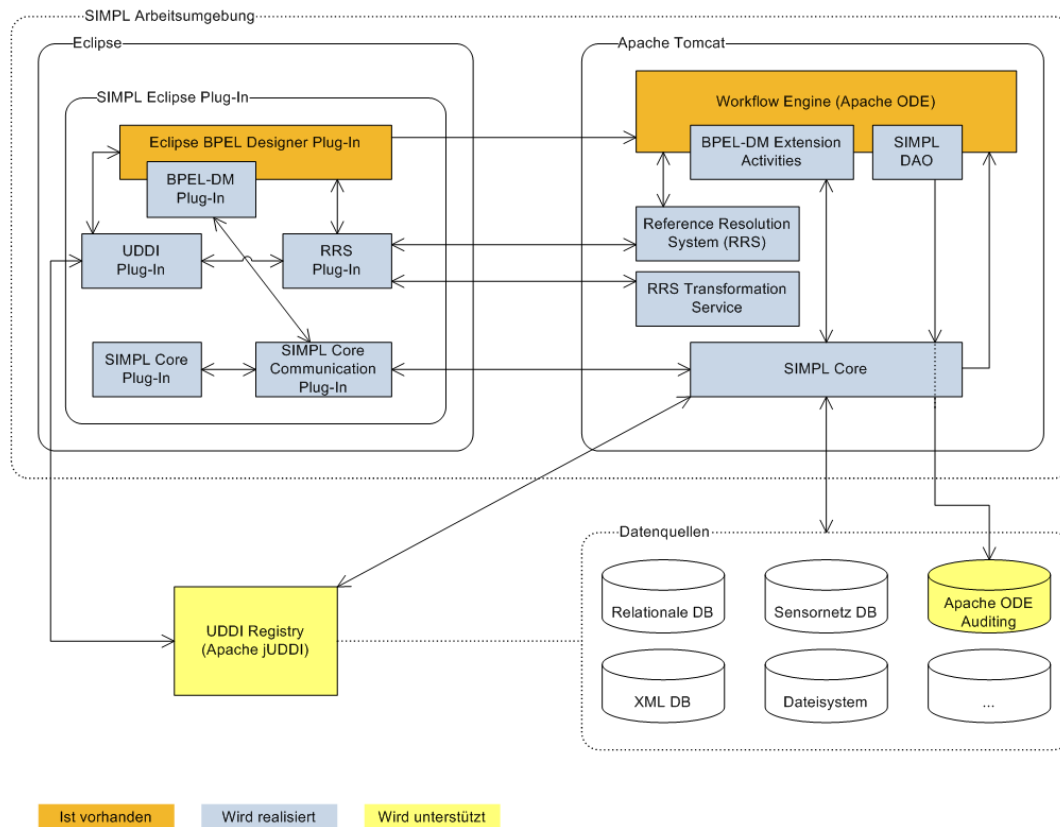 SIMPL Arbeitsumgebung
Eclipse
Apache Tomcat
SIMPL Eclipse Plug-In
Eclipse BPEL Designer Plug-In
BPEL-DM
Plug-In
UDDI
Plug-In
RRS
Plug-In
SIMPL Core
Plug-In
SIMPL Core
Communication
Plug-In
Workflow Engine (Apache ODE)
BPEL-DM Extension
Activities
SIMPL
DAO
Reference Resolution
System (RRS)
RRS Transformation
Service
SIMPL Core
UDDI Registry
(Apache jUDDI)
Datenquellen
Relationale DB
Sensornetz DB
Apache ODE
Auditing
XML DB
Dateisystem
...
Ist vorhanden
Wird realisiert
Wird unterstützt